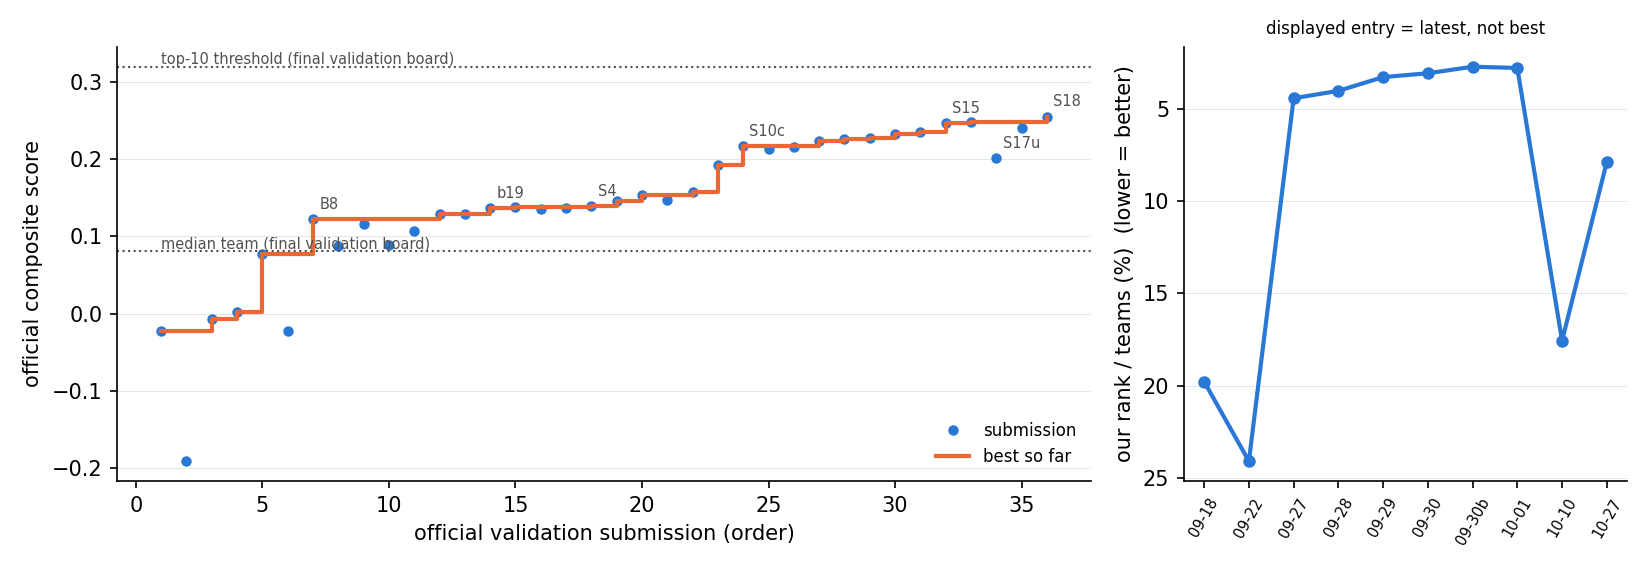 displayed entry = latest, not best
top-10 threshold (final validation board)
median team (final validation board)
B8
b19
S4
S10c
S15
S17u
S18
submission
best so far
official composite score
0.3
0.2
0.1
0.0
−0.1
−0.2
0 5 10 15 20 25 30 35
official validation submission (order)
our rank / teams (%) (lower = better)
5
10
15
20
25
09-18 09-22 09-27 09-28 09-29 09-30 09-30b 10-01 10-10 10-27